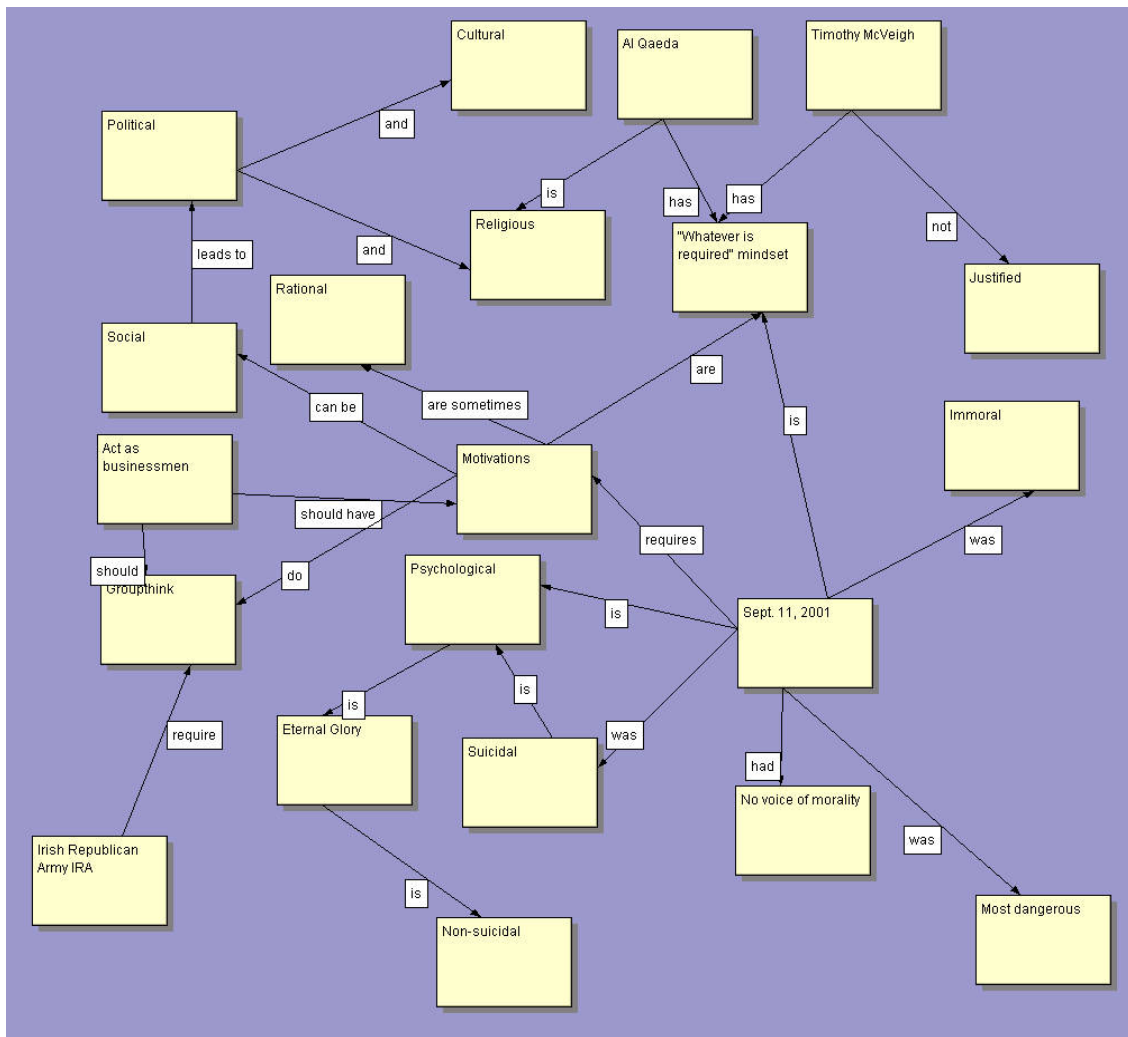 Cultural
Al Qaeda
Timothy McVeigh
Political
and
is
has
has
Religious
"Whatever is
required" mindset
not
and
leads to
Rational
Justified
Social
are
can be
are sometimes
is
Immoral
Act as
businessmen
Motivations
should have
requires
was
should
do
Groupthink
Psychological
is
Sept. 11, 2001
is
is
require
Eternal Glory
Suicidal
was
had
No voice of morality
Irish Republican
Army IRA
was
is
Non-suicidal
Most dangerous